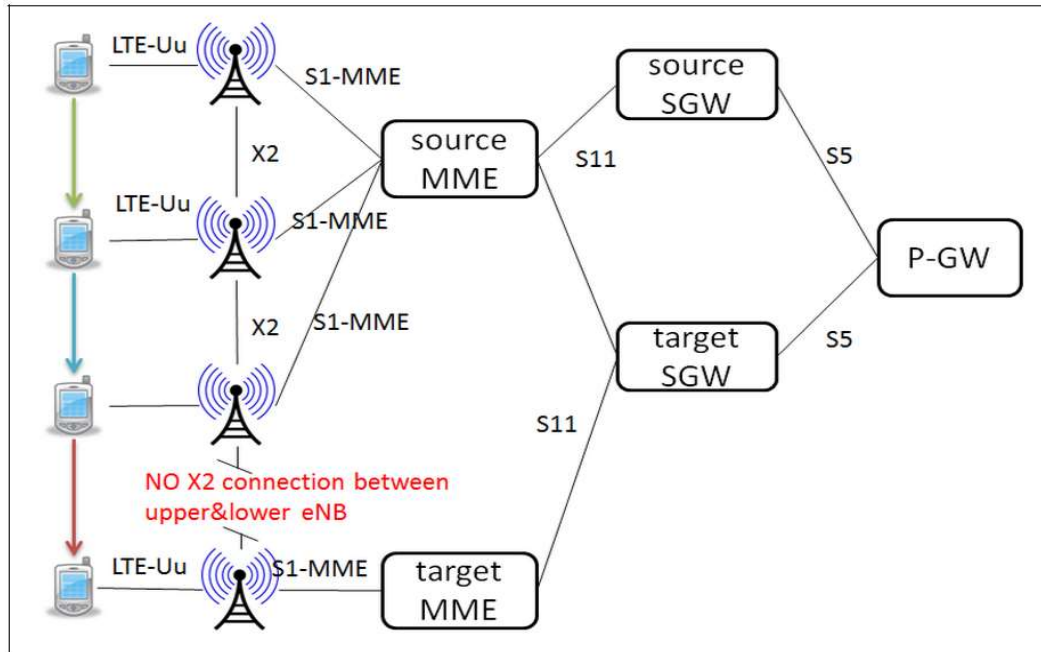 LTE-Uu
S1-MME
source
SGW
X2
source
MME
S11
S5
LTE-Uu
S1-MME
P-GW
X2
S1-MME
target
SGW
S5
S11
NO X2 connection between
upper&lower eNB
LTE-Uu
S1-MME
target
MME